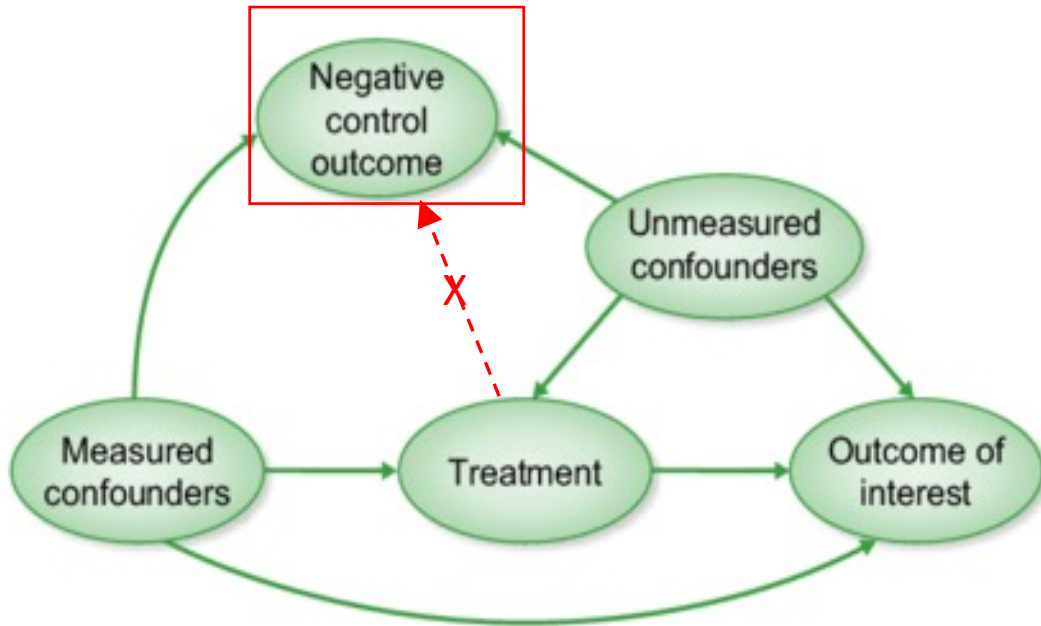 Negative
control
outcome
Unmeasured
confounders
X
Measured
confounders
Treatment
Outcome of
interest